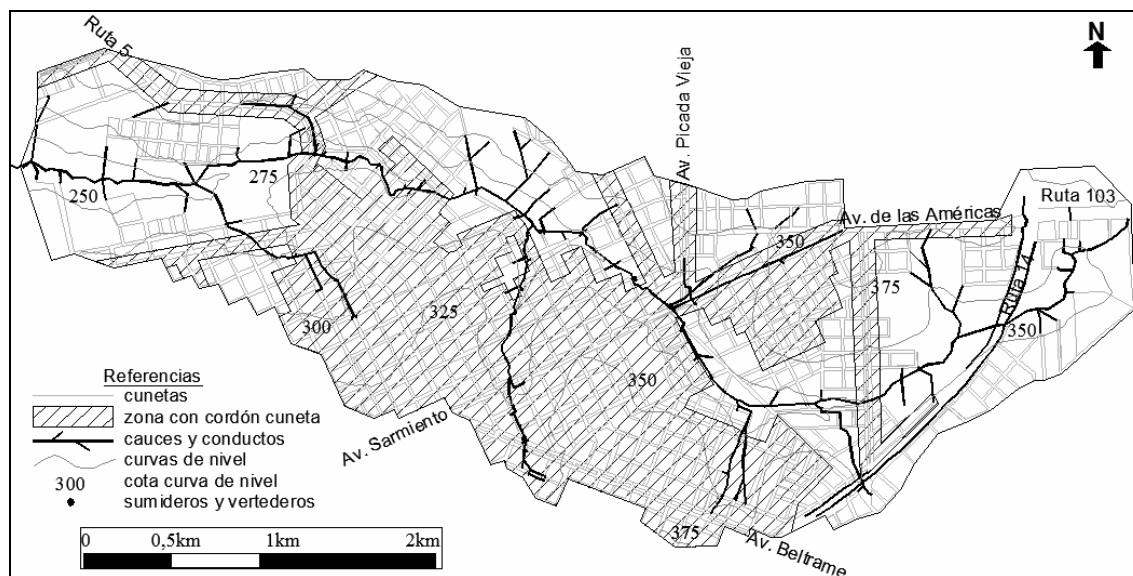 Ruta 5
N
Av. Picada Vieja
Ruta 103
Av. de las Américas
350
275
250
375
Ruta 14
325
300
350
350
Referencias
cunetas
zona con cordón cuneta
cauces y conductos
curvas de nivel
300 cota curva de nivel
sumideros y vertederos
Av. Sarmiento
375
Av. Beltrame
0 0,5km 1km 2km